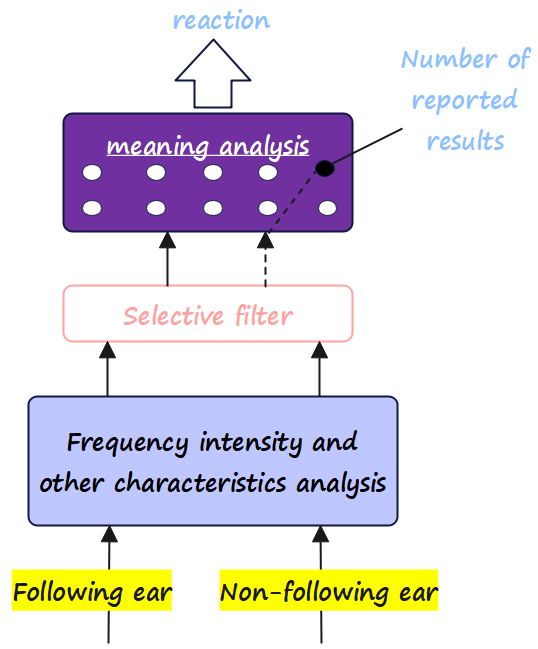 reaction
Number of
reported
results
meaning analysis
Selective filter
Frequency intensity and
other characteristics analysis
Following ear
Non-following ear